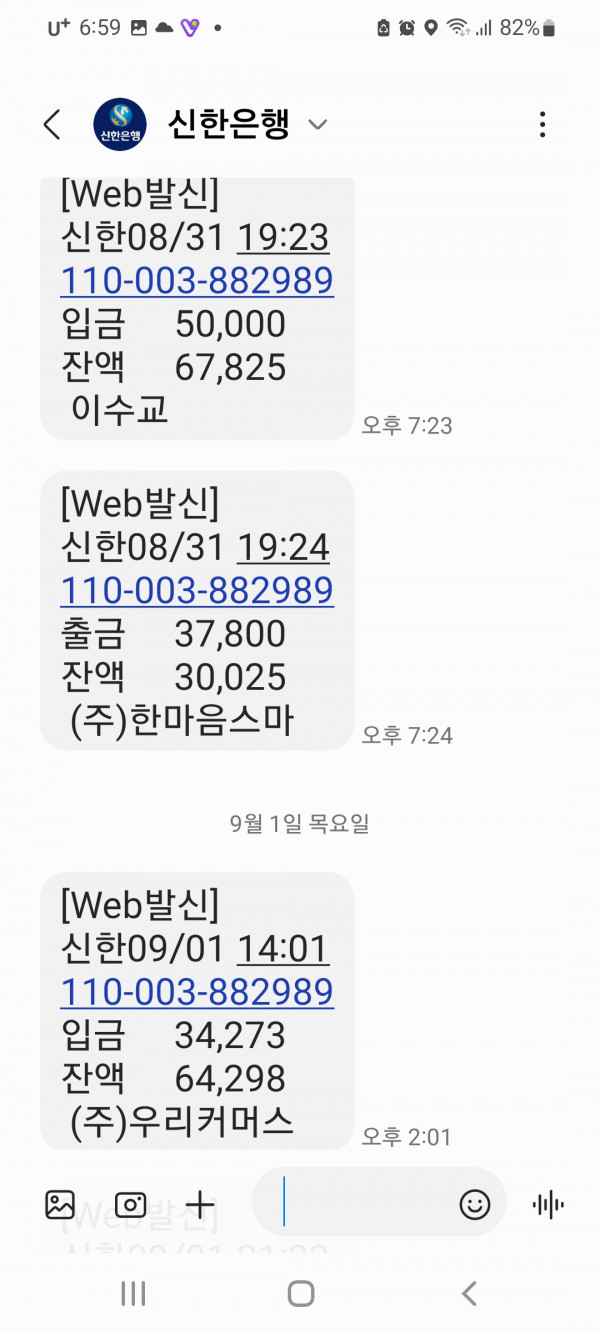 U+ 6:59 82%
신한은행
신한은행
[Web발신]
신한08/31 19:23
110-003-882989
입금 50,000
잔액 67,825
이수교
오후 7:23
[Web발신]
신한08/31 19:24
110-003-882989
출금 37,800
잔액 30,025
(주)한마음스마
오후 7:24
9월 1일 목요일
[Web발신]
신한09/01 14:01
110-003-882989
입금 34,273
잔액 64,298
(주)우리커머스
오후 2:01
[Web발신]